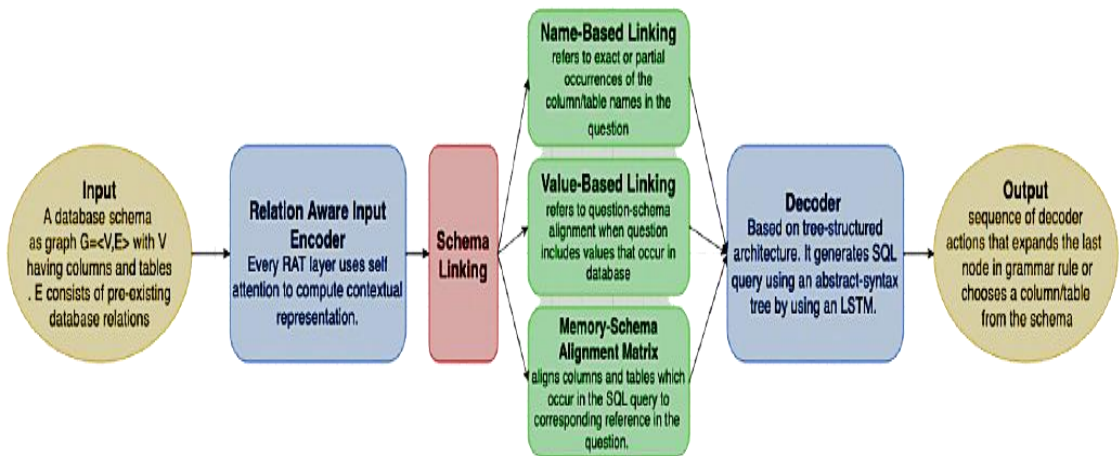 Input
A database schema
as graph G=<V,E> with V
having columns and tables
. E consists of pre-existing
database relations
Relation Aware Input
Encoder
Every RAT layer uses self
attention to compute contextual
representation.
Schema
Linking
Name-Based Linking
refers to exact or partial
occurrences of the
column/table names in the
question
Value-Based Linking
refers to question-schema
alignment when question
includes values that occur in
database
Memory-Schema
Alignment Matrix
aligns columns and tables which
occur in the SQL query to
corresponding reference in the
question.
Decoder
Based on tree-structured
architecture. It generates SQL
query using an abstract-syntax
tree by using an LSTM.
Output
sequence of decoder
actions that expands the last
node in grammar rule or
chooses a column/table
from the schema